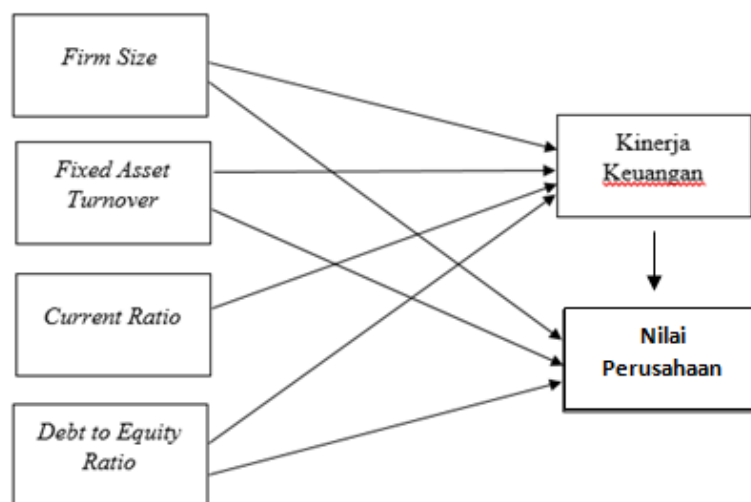 Firm Size
Fixed Asset
Turnover
Current Ratio
Debt to Equity
Ratio
Kinerja
Keuangan
Nilai
Perusahaan